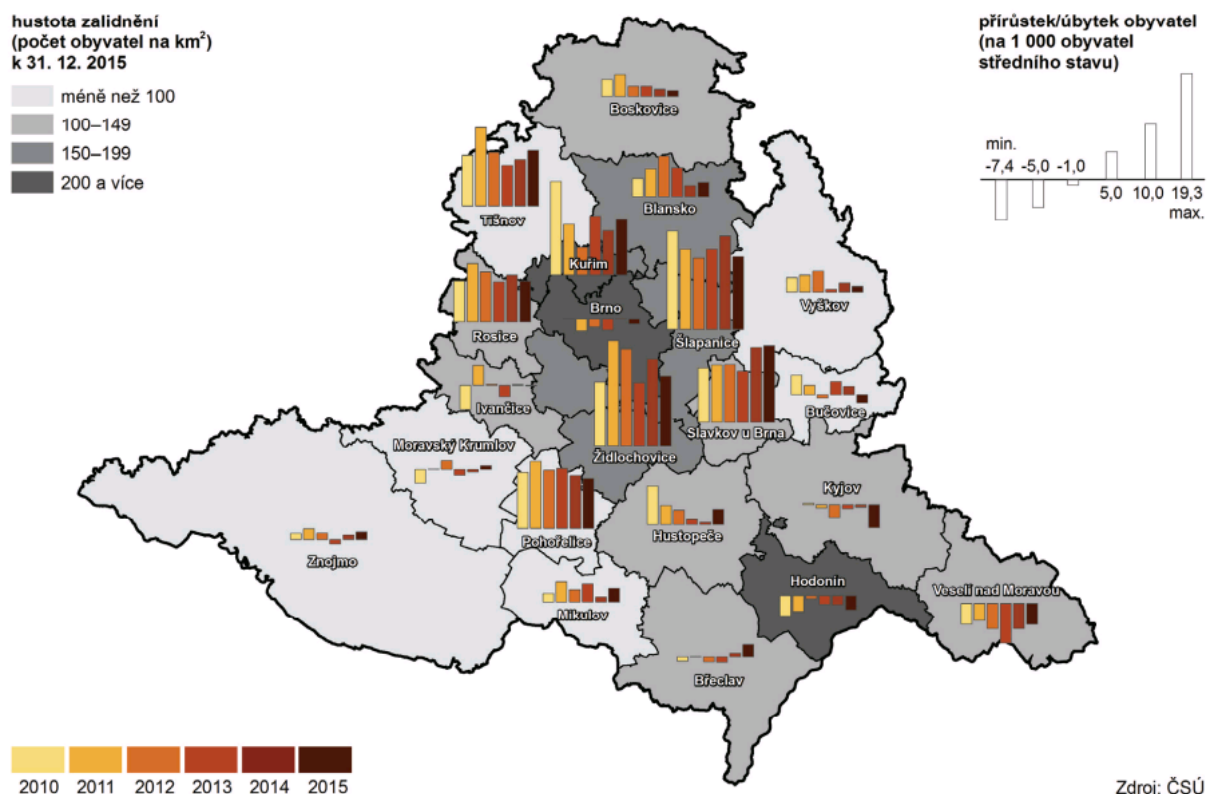 hustota zalidnění
(počet obyvatel na km²)
k 31. 12. 2015
méně než 100
100–149
150–199
200 a více
přírůstek/úbytek obyvatel
(na 1 000 obyvatel
středního stavu)
min.
-7,4
-5,0
-1,0
5,0
10,0
19,3
max.
Boskovice
Blansko
Tišnov
Kuřim
Vyškov
Brno
Rosice
Šlapanice
Ivančice
Bučovice
Slavkov u Brna
Moravský Krumlov
Židlochovice
Kyjov
Pohořelice
Hustopeče
Znojmo
Hodonín
Veselí nad Moravou
Mikulov
Břeclav
2010
2011
2012
2013
2014
2015
Zdroj: ČSÚ